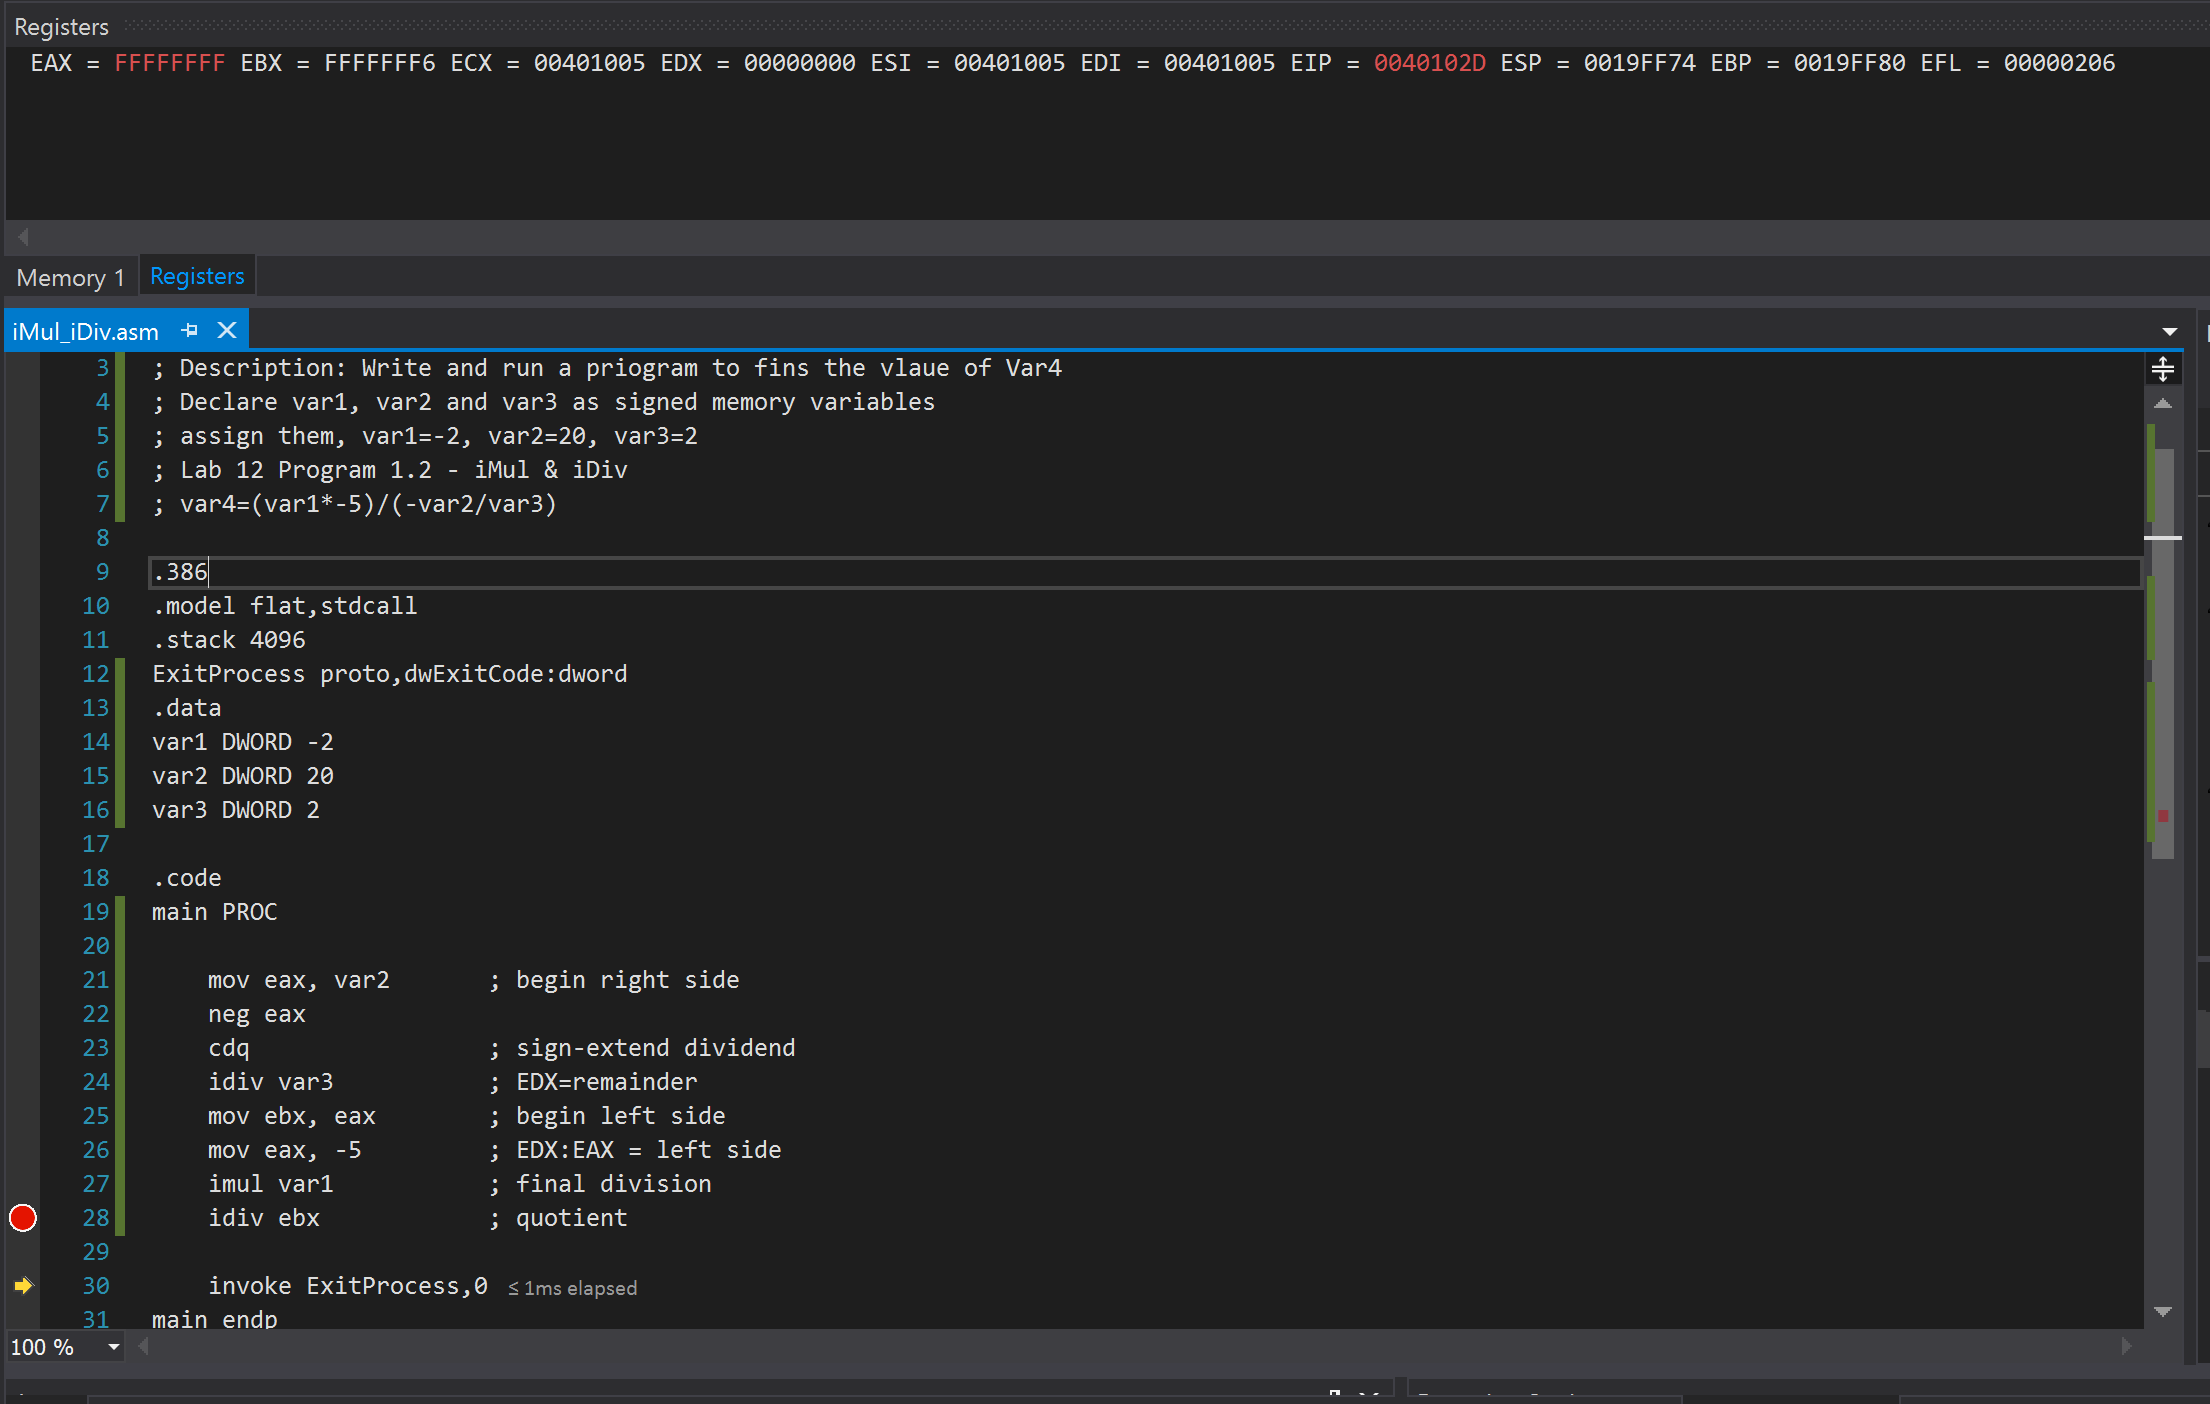 Registers
EAX = FFFFFFFF EBX = FFFFFFF6 ECX = 00401005 EDX = 00000000 ESI = 00401005 EDI = 00401005 EIP = 0040102D ESP = 0019FF74 EBP = 0019FF80 EFL = 00000206
Memory 1 Registers
iMul_iDiv.asm
3 ; Description: Write and run a priogram to fins the vlaue of Var4
4 ; Declare var1, var2 and var3 as signed memory variables
5 ; assign them, var1=-2, var2=20, var3=2
6 ; Lab 12 Program 1.2 - iMul & iDiv
7 ; var4=(var1*-5)/(-var2/var3)
8
9 .386
10 .model flat,stdcall
11 .stack 4096
12 ExitProcess proto,dwExitCode:dword
13 .data
14 var1 DWORD -2
15 var2 DWORD 20
16 var3 DWORD 2
17
18 .code
19 main PROC
20
21 mov eax, var2 ; begin right side
22 neg eax
23 cdq ; sign-extend dividend
24 idiv var3 ; EDX=remainder
25 mov ebx, eax ; begin left side
26 mov eax, -5 ; EDX:EAX = left side
27 imul var1 ; final division
28 idiv ebx ; quotient
29
30 invoke ExitProcess,0 ≤ 1ms elapsed
31 main endp
100 %